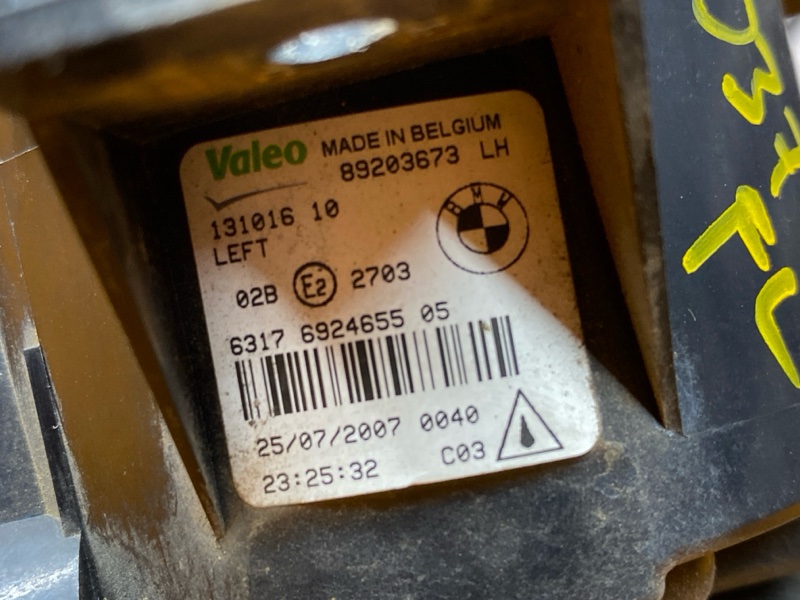 Valeo MADE IN BELGIUM
89203673 LH
131016 10
LEFT
BMW
02B E2 2703
6317 6924655 05
25/07/2007 0040
23:25:32 C03